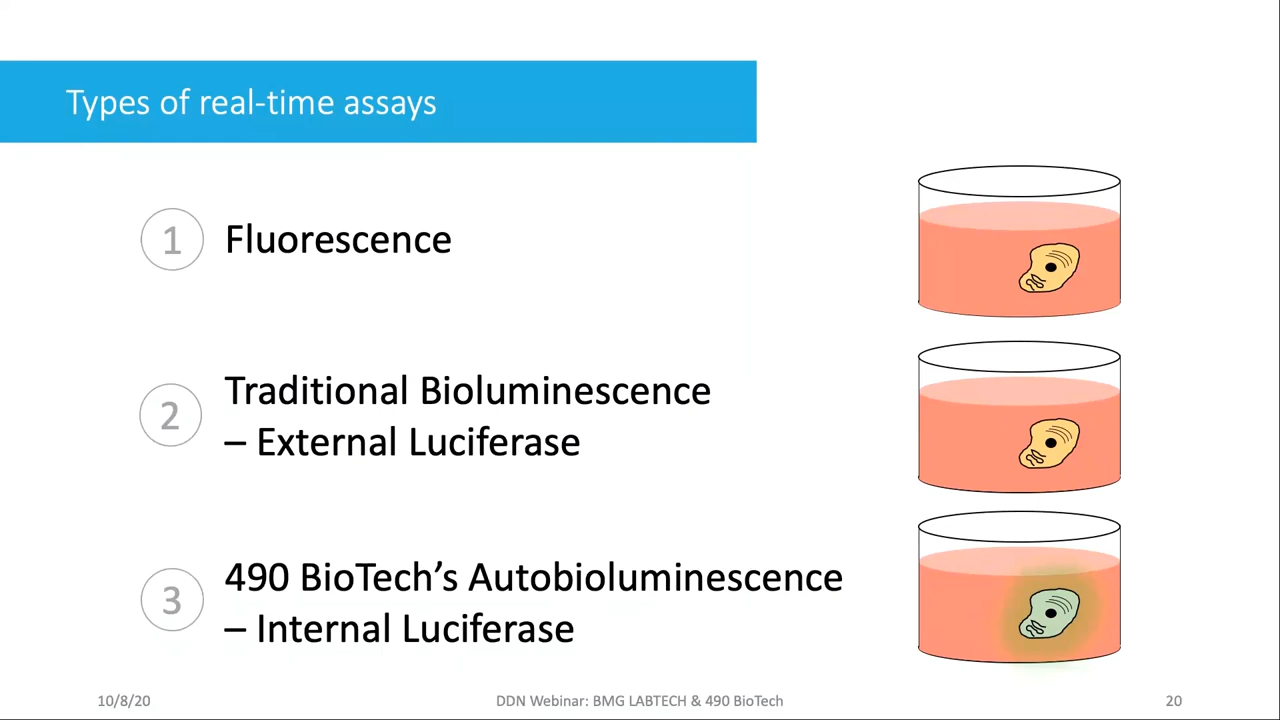 Types of real-time assays
1 Fluorescence
2 Traditional Bioluminescence
– External Luciferase
3 490 BioTech’s Autobioluminescence
– Internal Luciferase
10/8/20 DDN Webinar: BMG LABTECH & 490 BioTech 20